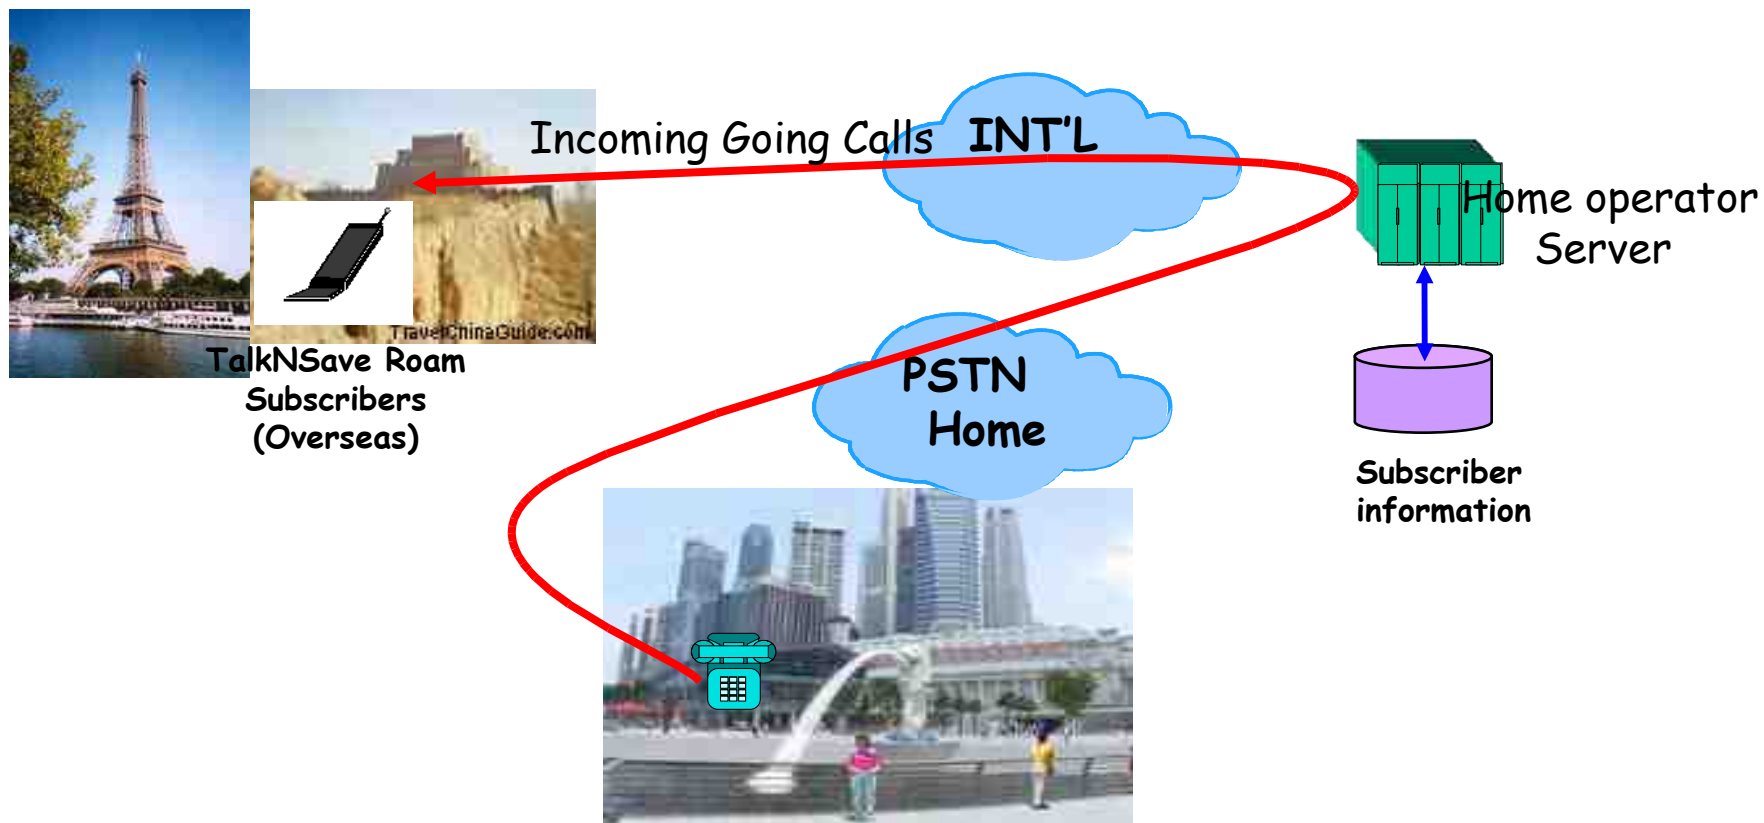 Incoming Going Calls
INT'L
Home operator
Server
TravelChinaGuide.com
TalkNSave Roam
Subscribers
(Overseas)
PSTN
Home
Subscriber
information